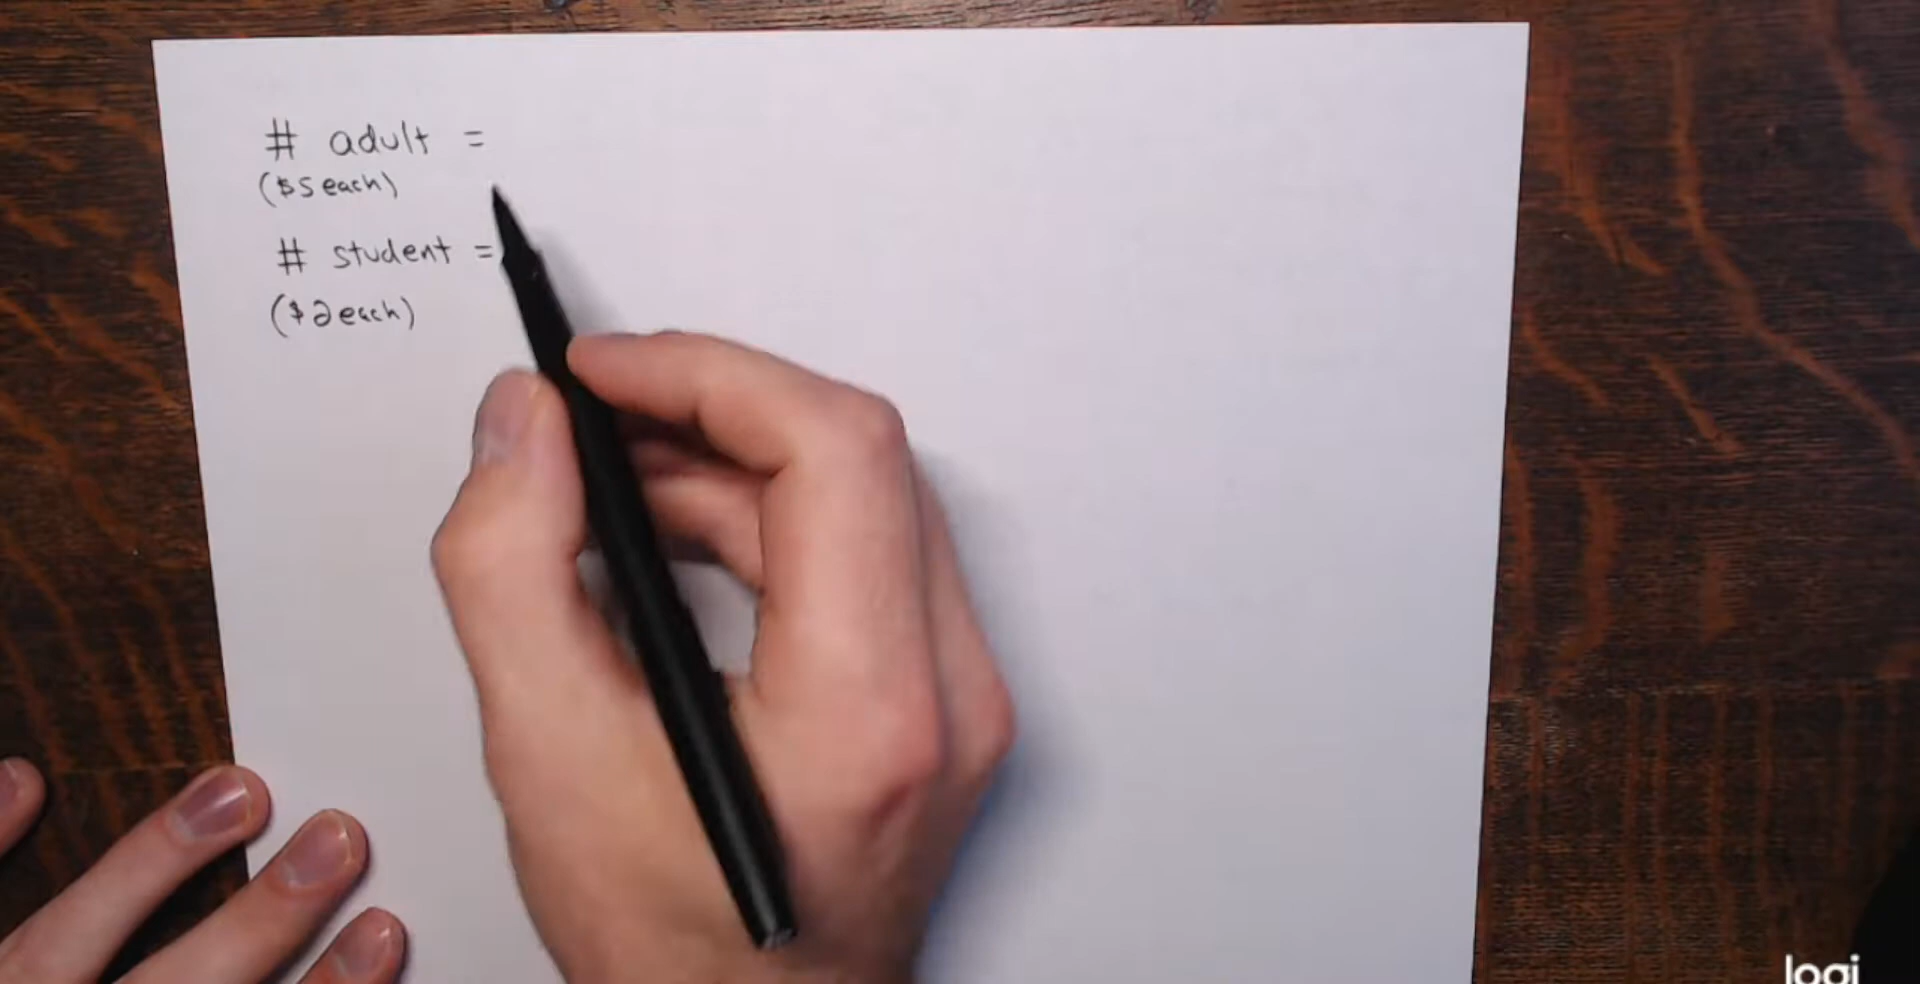 # adult =
($5 each)
# student =
($2 each)
logi